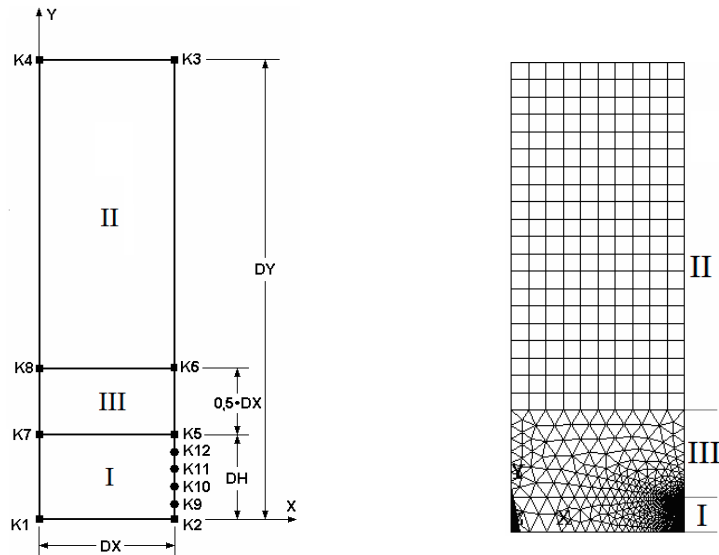 Y
K4
K3
II
DY
II
K8
K6
III
0,5•DX
K7
K5
III
K12
I
K11
DH
Y
K10
X
K9
X
I
K1
K2
DX